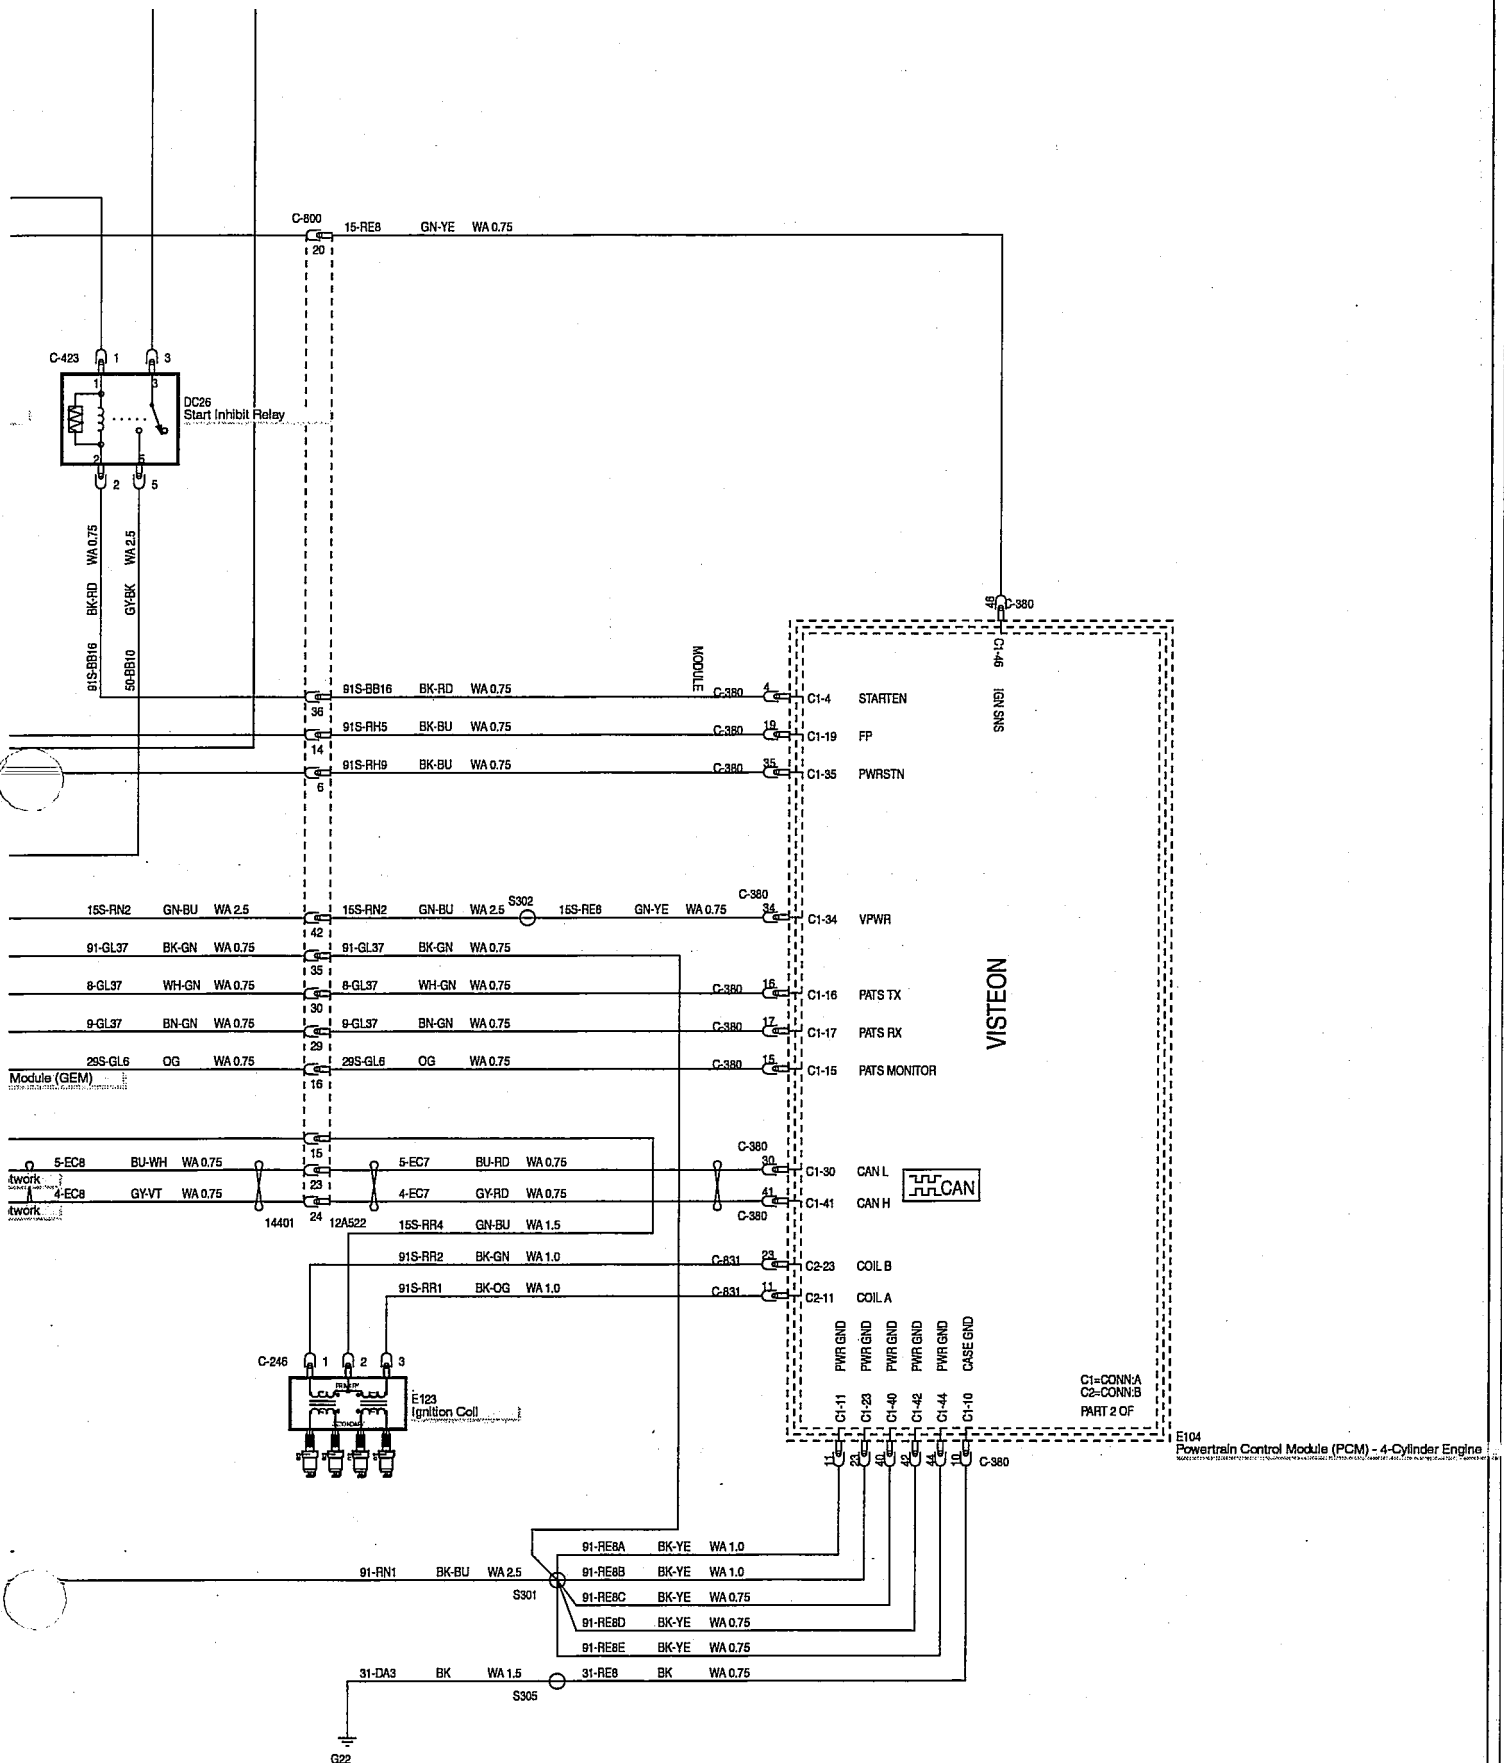 C-800
15-RE8 GN-YE WA 0.75
20
C-423 1 3
1 3
DC26
Start Inhibit Relay
2 5
2 5
91S-BB16 BK-RD WA 0.75
50-BB10 GY-BK WA 2.5
46 C-380
C1-46 IGN SNS
MODULE
91S-BB16 BK-RD WA 0.75 C-380 4 C1-4 STARTEN
36
91S-RH5 BK-BU WA 0.75 C-380 19 C1-19 FP
14
91S-RH9 BK-BU WA 0.75 C-380 35 C1-35 PWRSTN
6
C-380
15S-RN2 GN-BU WA 2.5 15S-RN2 GN-BU WA 2.5 S302 15S-RE8 GN-YE WA 0.75 34 C1-34 VPWR
42
91-GL37 BK-GN WA 0.75 91-GL37 BK-GN WA 0.75
35
8-GL37 WH-GN WA 0.75 8-GL37 WH-GN WA 0.75 C-380 16 C1-16 PATS TX
30
9-GL37 BN-GN WA 0.75 9-GL37 BN-GN WA 0.75 C-380 17 C1-17 PATS RX
29
29S-GL6 OG WA 0.75 29S-GL6 OG WA 0.75 C-380 15 C1-15 PATS MONITOR
Module (GEM)
16
VISTEON
15
C-380
5-EC8 BU-WH WA 0.75 5-EC7 BU-RD WA 0.75 30 C1-30 CAN L
twork
23
CAN
4-EC8 GY-VT WA 0.75 4-EC7 GY-RD WA 0.75 41 C1-41 CAN H
twork
C-380
14401 24 12A522
15S-RR4 GN-BU WA 1.5
91S-RR2 BK-GN WA 1.0 C-831 23 C2-23 COIL B
91S-RR1 BK-OG WA 1.0 C-831 11 C2-11 COIL A
C-246 1 2 3
PRIMARY
SECONDARY
E123
Ignition Coil
C1-11 PWR GND
C1-23 PWR GND
C1-40 PWR GND
C1-42 PWR GND
C1-44 PWR GND
C1-10 CASE GND
C1=CONN:A
C2=CONN:B
PART 2 OF
E104
Powertrain Control Module (PCM) - 4-Cylinder Engine
11 23 40 42 44 10 C-380
91-RE8A BK-YE WA 1.0
91-RN1 BK-BU WA 2.5 91-RE8B BK-YE WA 1.0
S301
91-RE8C BK-YE WA 0.75
91-RE8D BK-YE WA 0.75
91-RE8E BK-YE WA 0.75
31-DA3 BK WA 1.5 31-RE8 BK WA 0.75
S305
G22